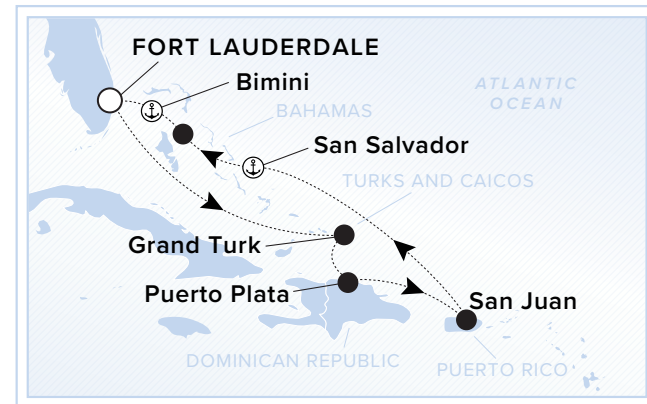 FORT LAUDERDALE
Bimini
ATLANTIC
OCEAN
BAHAMAS
San Salvador
TURKS AND CAICOS
Grand Turk
Puerto Plata
San Juan
DOMINICAN REPUBLIC
PUERTO RICO